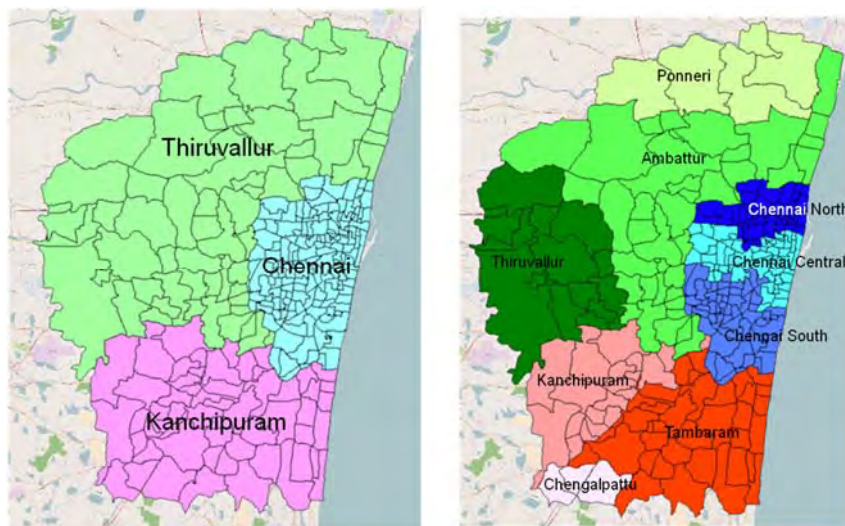 Thiruvallur
Chennai
Kanchipuram
Ponneri
Ambattur
Chennai North
Thiruvallur
Chennai Central
Chennai South
Kanchipuram
Tambaram
Chengalpattu